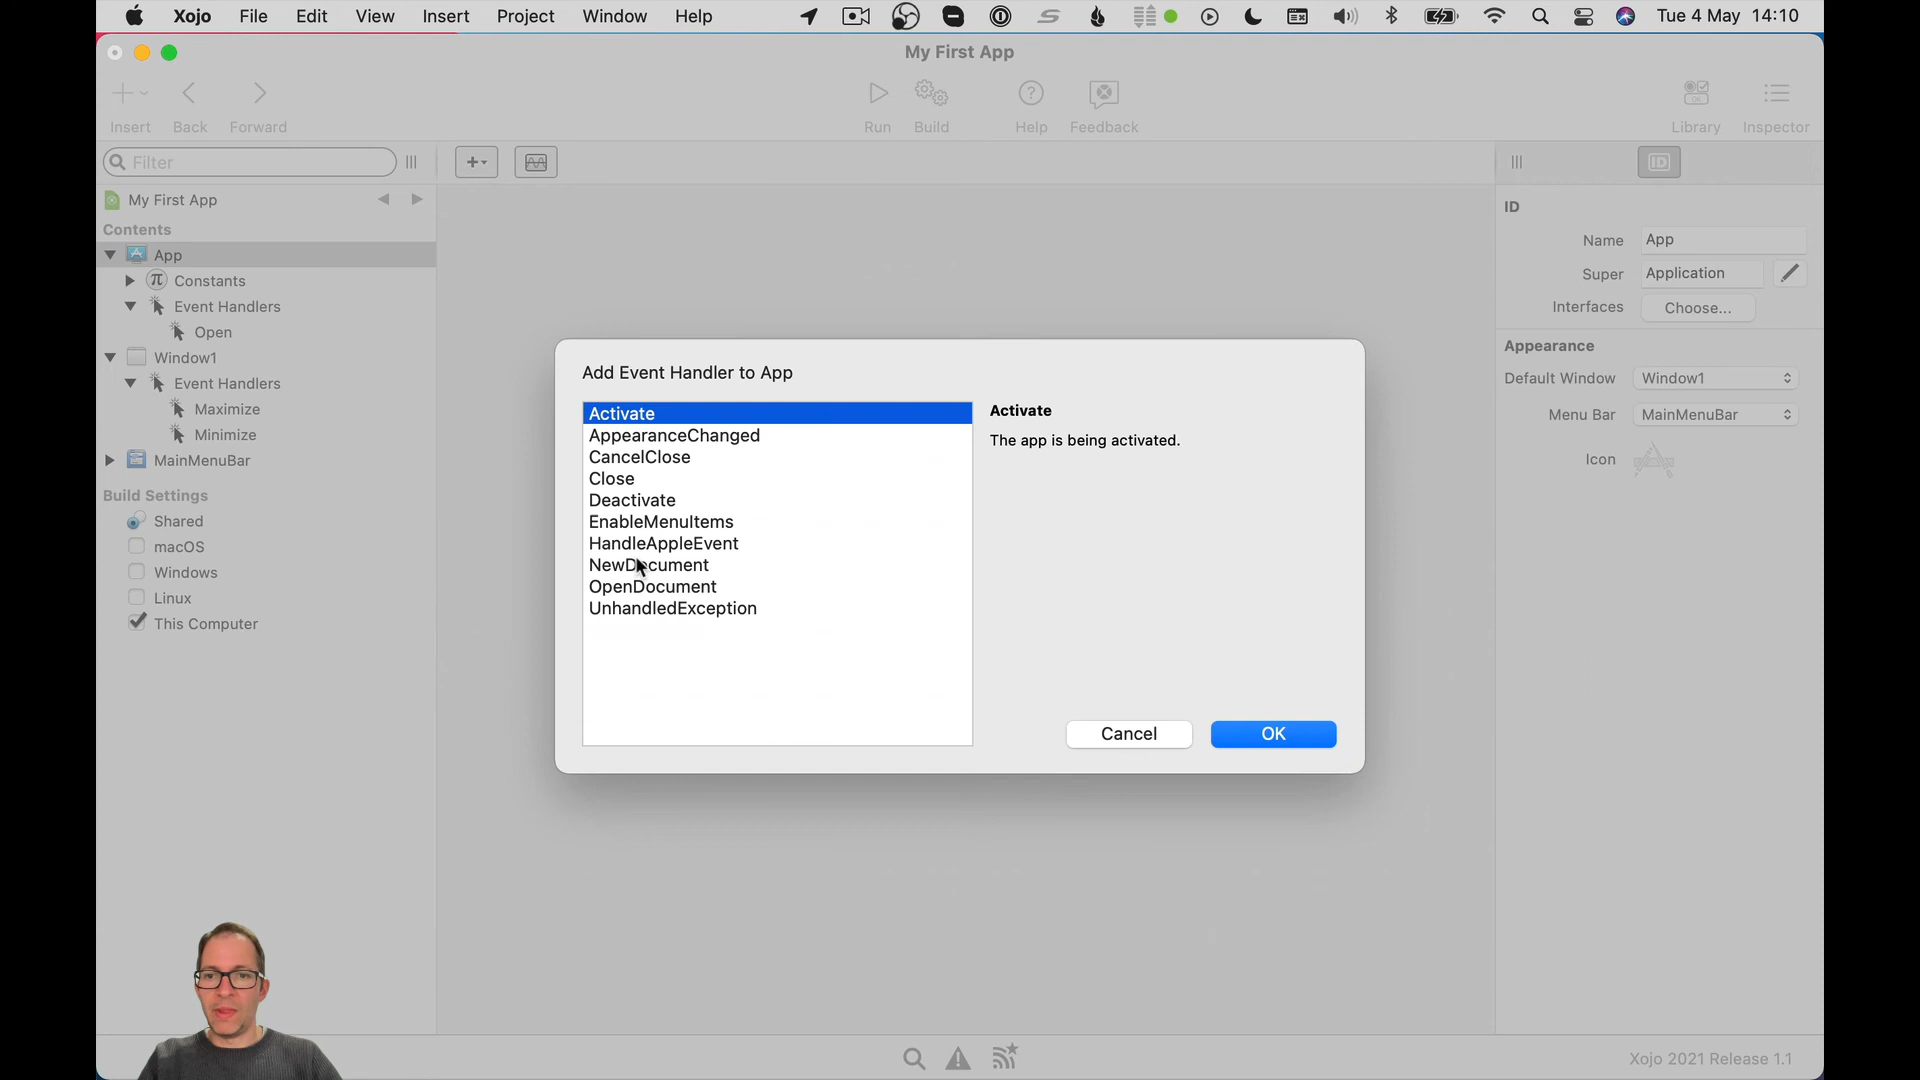 Xojo File Edit View Insert Project Window Help Tue 4 May 14:10
My First App
Insert Back Forward Run Build Help Feedback Library Inspector
Filter
ID
My First App
ID
Contents
Name App
App
Super Application
Constants
Interfaces Choose...
Event Handlers
Open
Appearance
Window1
Default Window Window1
Event Handlers
Menu Bar MainMenuBar
Maximize
Minimize
MainMenuBar
Icon
Build Settings
Shared
macOS
Windows
Linux
This Computer
Add Event Handler to App
Activate
AppearanceChanged
CancelClose
Close
Deactivate
EnableMenuItems
HandleAppleEvent
NewDocument
OpenDocument
UnhandledException
Activate
The app is being activated.
Cancel OK
Xojo 2021 Release 1.1